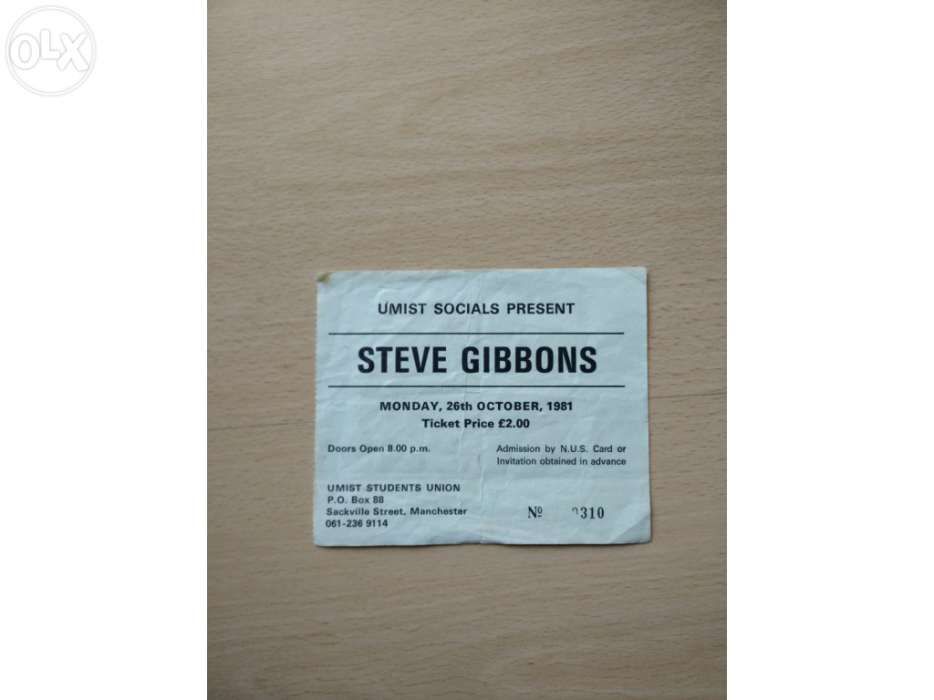 OLX
UMIST SOCIALS PRESENT
STEVE GIBBONS
MONDAY, 26th OCTOBER, 1981
Ticket Price £2.00
Doors Open 8.00 p.m.
Admission by N.U.S. Card or
Invitation obtained in advance
UMIST STUDENTS UNION
P.O. Box 88
Sackville Street, Manchester
061-236 9114
Nº